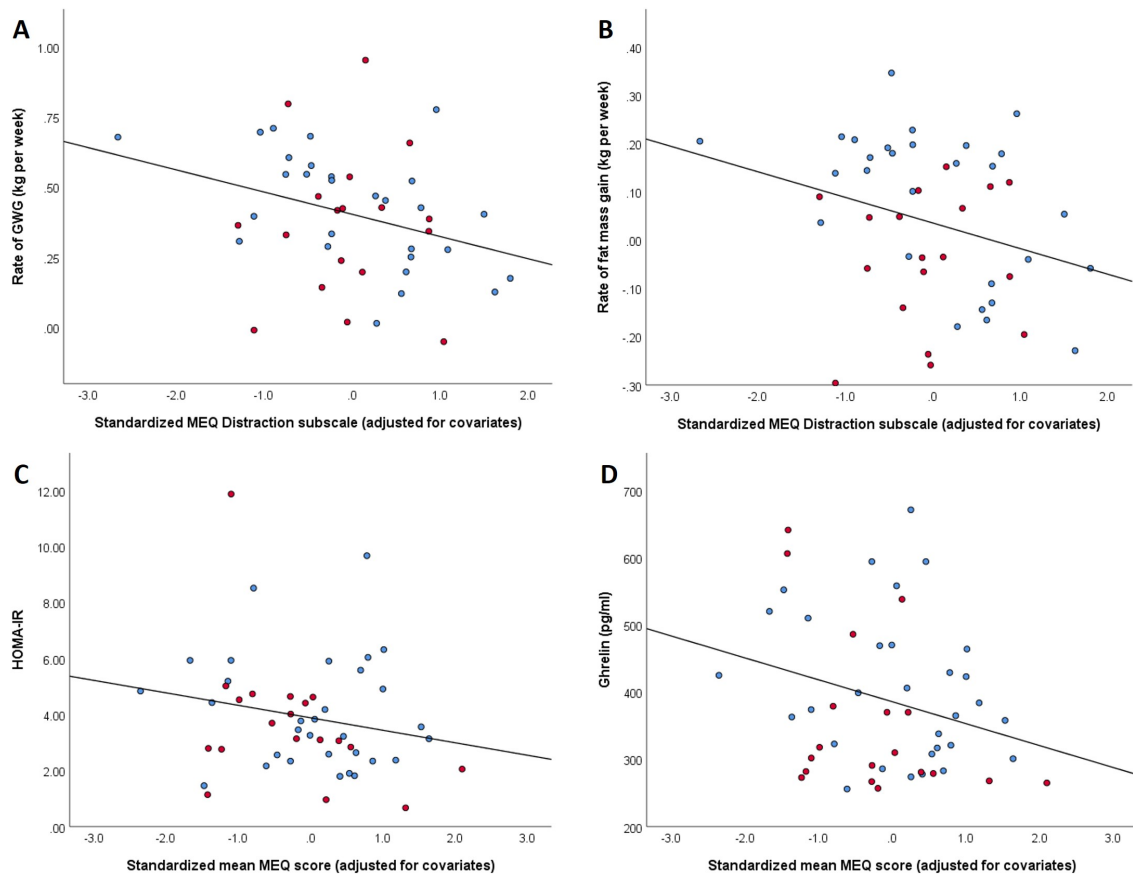 A
Rate of GWG (kg per week)
1.00
.75
.50
.25
.00
-3.0 -2.0 -1.0 .0 1.0 2.0
Standardized MEQ Distraction subscale (adjusted for covariates)
B
Rate of fat mass gain (kg per week)
.40
.30
.20
.10
.00
-.10
-.20
-.30
-3.0 -2.0 -1.0 .0 1.0 2.0
Standardized MEQ Distraction subscale (adjusted for covariates)
C
HOMA-IR
12.00
10.00
8.00
6.00
4.00
2.00
.00
-3.0 -2.0 -1.0 .0 1.0 2.0 3.0
Standardized mean MEQ score (adjusted for covariates)
D
Ghrelin (pg/ml)
700
600
500
400
300
200
-3.0 -2.0 -1.0 .0 1.0 2.0 3.0
Standardized mean MEQ score (adjusted for covariates)